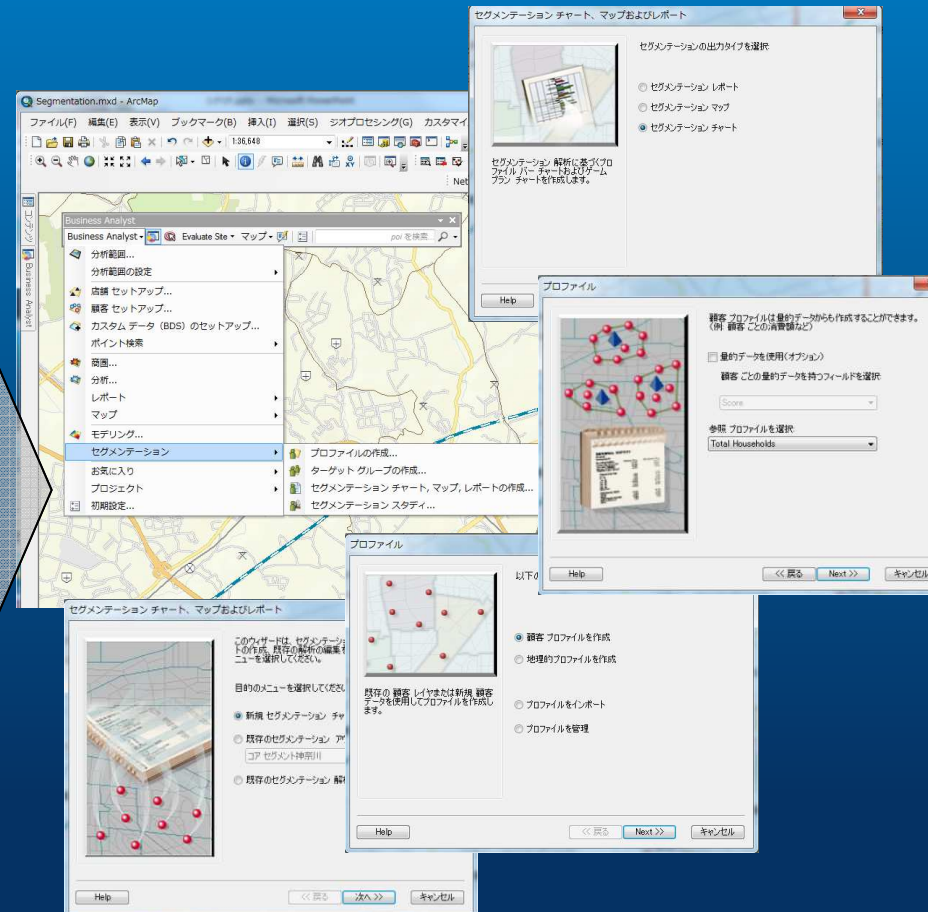 セグメンテーション チャート、マップおよびレポート
セグメンテーションの出力タイプを選択:
セグメンテーション レポート
セグメンテーション マップ
セグメンテーション チャート
セグメンテーション 解析に基づくプロ
ファイル バー チャートおよびゲーム
プラン チャートを作成します。
Help
Segmentation.mxd - ArcMap
ファイル(F) 編集(E) 表示(V) ブックマーク(B) 挿入(I) 選択(S) ジオプロセシング(G) カスタマイ
1:36,648
Net
コンテンツ
Business Analyst
Business Analyst
Business Analyst Evaluate Site マップ poi を検索...
分析範囲...
分析範囲の設定
店舗 セットアップ...
顧客 セットアップ...
カスタム データ (BDS) のセットアップ...
ポイント検索
商圏...
分析...
レポート
マップ
モデリング...
セグメンテーション
お気に入り
プロジェクト
初期設定...
プロファイルの作成...
ターゲット グループの作成...
セグメンテーション チャート, マップ, レポートの作成...
セグメンテーション スタディ...
プロファイル
顧客 プロファイルは量的データからも作成することができます。
(例 顧客 ごとの消費額など)
量的データを使用(オプション)
顧客 ごとの量的データを持つフィールドを選択:
Score
参照 プロファイルを選択:
Total Households
Help << 戻る Next >> キャンセル
プロファイル
以下の
顧客 プロファイルを作成
地理的プロファイルを作成
プロファイルをインポート
プロファイルを管理
既存の 顧客 レイヤまたは新規 顧客
データを使用してプロファイルを作成し
ます。
Help << 戻る Next >> キャンセル
セグメンテーション チャート、マップおよびレポート
このウィザードは、セグメンテーシ
トの作成、既存の解析の編集を
ニューを選択してください。
目的のメニューを選択してくださ
新規 セグメンテーション チャ
既存のセグメンテーション ア
コア セグメント神奈川
既存のセグメンテーション 解
Help << 戻る 次へ >> キャンセル